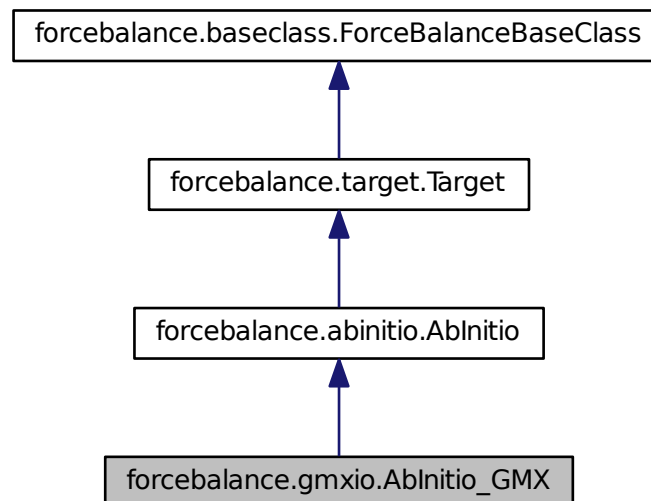 forcebalance.baseclass.ForceBalanceBaseClass
forcebalance.target.Target
forcebalance.abinitio.AbInitio
forcebalance.gmxio.AbInitio_GMX